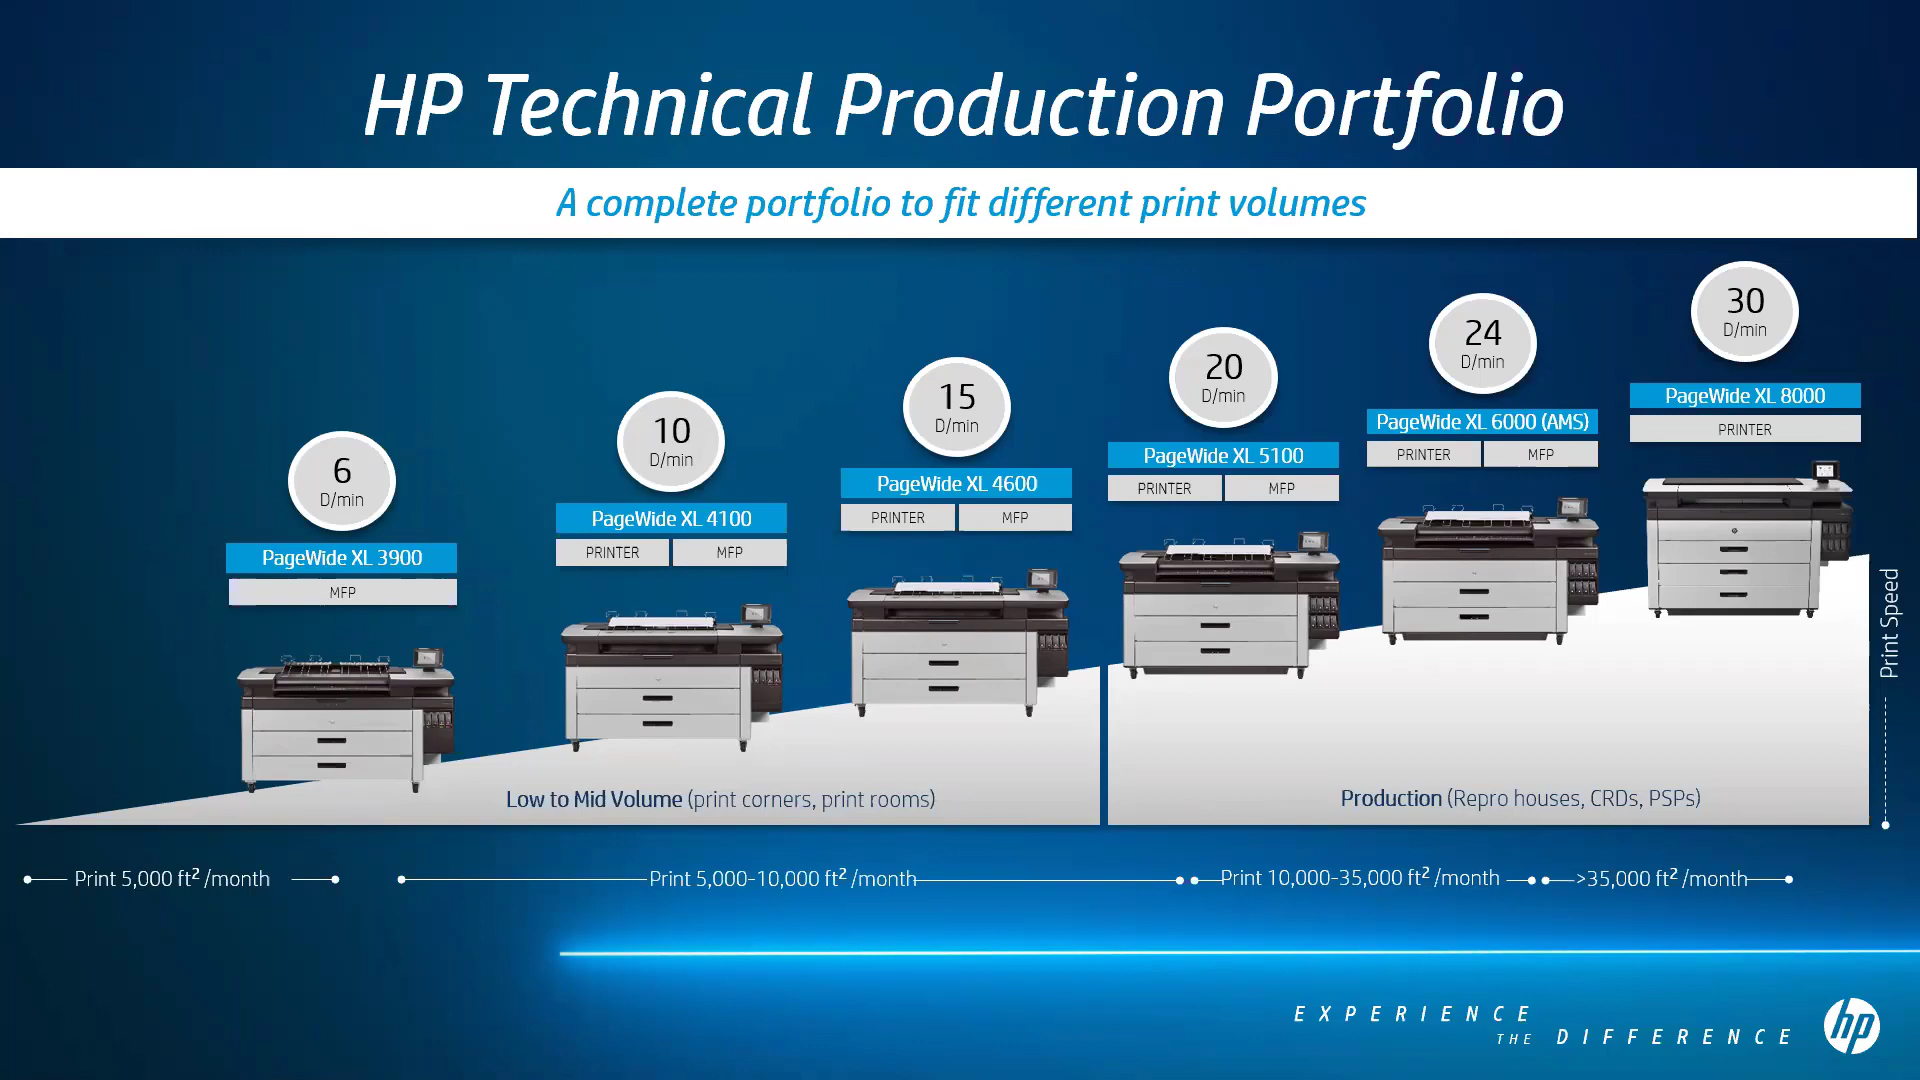 HP Technical Production Portfolio
A complete portfolio to fit different print volumes
6
D/min
PageWide XL 3900
MFP
10
D/min
PageWide XL 4100
PRINTER MFP
15
D/min
PageWide XL 4600
PRINTER MFP
20
D/min
PageWide XL 5100
PRINTER MFP
24
D/min
PageWide XL 6000 (AMS)
PRINTER MFP
30
D/min
PageWide XL 8000
PRINTER
Print Speed
Low to Mid Volume (print corners, print rooms)
Production (Repro houses, CRDs, PSPs)
Print 5,000 ft² /month
Print 5,000-10,000 ft² /month
Print 10,000-35,000 ft² /month
>35,000 ft² /month
EXPERIENCE
THE DIFFERENCE
hp